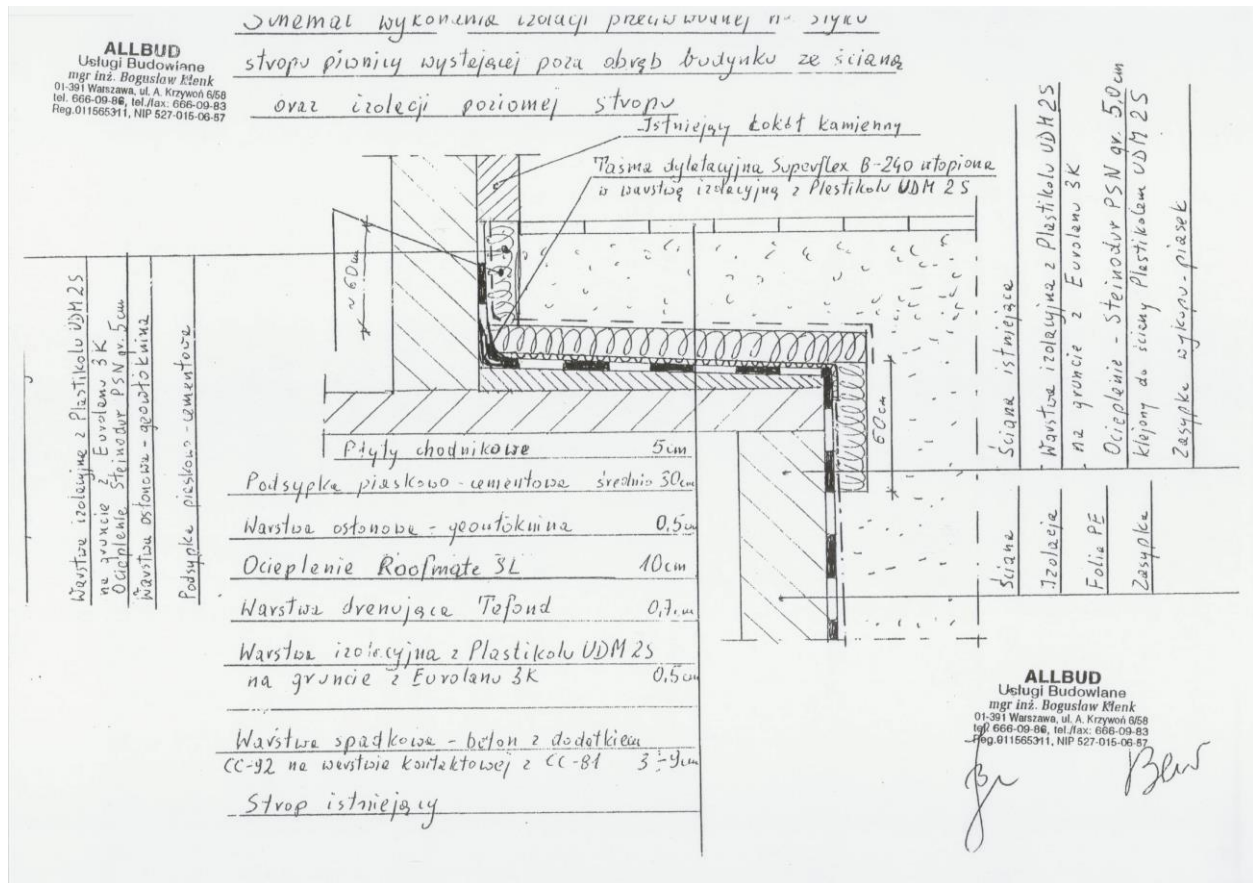 Schemat wykonania izolacji przeciwwodnej na styku
stropu piwnicy wystającej poza obręb budynku ze ścianą
oraz izolacji poziomej stropu
ALLBUD
Usługi Budowlane
mgr inż. Bogusław Klenk
01-391 Warszawa, ul. A. Krzywoń 6/58
tel. 666-09-86, tel./fax: 666-09-83
Reg.011565311, NIP 527-015-06-57
Istniejący cokół kamienny
Taśma dylatacyjna Superflex B-240 utopiona
w warstwę izolacyjną z Plastikolu UDM 2S
~60cm
60cm
Warstwa izolacyjna z Plastikolu UDM 2S
na gruncie z Eurolanu 3K
Ocieplenie Steinodur PSN gr. 5cm
Warstwa osłonowa - geowłóknina
Podsypka piaskowo-cementowa
Płyty chodnikowe 5cm
Podsypka piaskowo-cementowa średnio 30cm
Warstwa osłonowa - geowłóknina 0,5cm
Ocieplenie Roofmate SL 10cm
Warstwa drenująca Tefond 0,7cm
Warstwa izolacyjna z Plastikolu UDM 2S
na gruncie z Eurolanu 3K 0,5cm
Warstwa spadkowa - beton z dodatkiem
CC-92 na warstwie kontaktowej z CC-81 3÷9cm
Strop istniejący
Ściana istniejąca
Warstwa izolacyjna z Plastikolu UDM 2S
na gruncie z Eurolanu 3K
Ocieplenie - Steinodur PSN gr. 5,0cm
klejony do ściany Plastikolem UDM 2S
Zasypka wykopu-piasek
Ściana
Izolacja
Folia PE
Zasypka
ALLBUD
Usługi Budowlane
mgr inż. Bogusław Klenk
01-391 Warszawa, ul. A. Krzywoń 6/58
tel. 666-09-86, tel./fax: 666-09-83
Reg.011565311, NIP 527-015-06-57